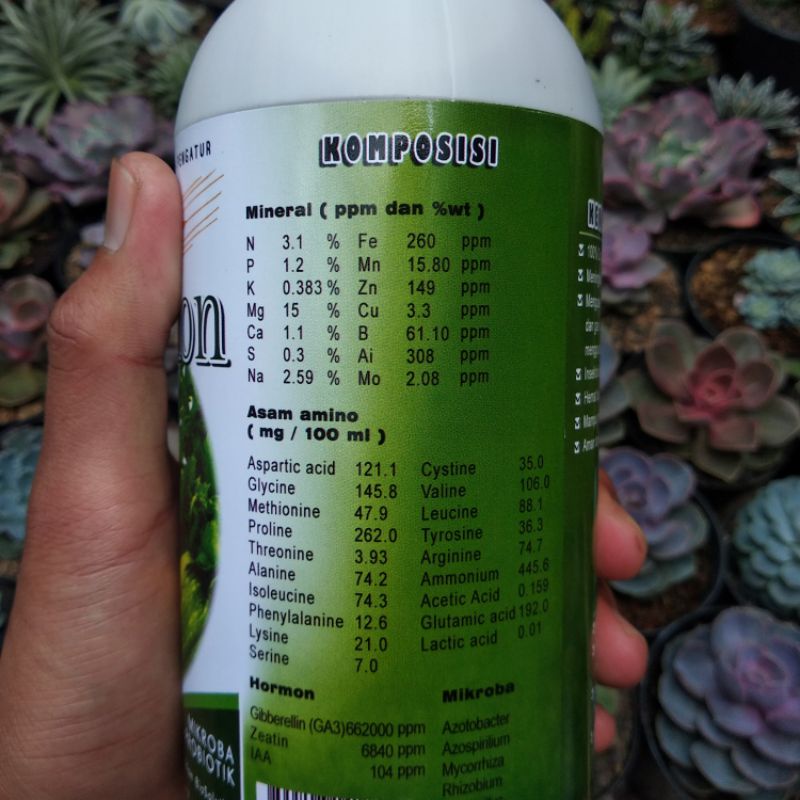 PENGATUR
KOMPOSISI
Mineral ( ppm dan %wt )
N 3.1 % Fe 260 ppm
P 1.2 % Mn 15.80 ppm
K 0.383 % Zn 149 ppm
Mg 15 % Cu 3.3 ppm
Ca 1.1 % B 61.10 ppm
S 0.3 % Ai 308 ppm
Na 2.59 % Mo 2.08 ppm
Asam amino
( mg / 100 ml )
Aspartic acid 121.1 Cystine 35.0
Glycine 145.8 Valine 106.0
Methionine 47.9 Leucine 88.1
Proline 262.0 Tyrosine 36.3
Threonine 3.93 Arginine 74.7
Alanine 74.2 Ammonium 445.6
Isoleucine 74.3 Acetic Acid 0.159
Phenylalanine 12.6 Glutamic acid 192.0
Lysine 21.0 Lactic acid 0.01
Serine 7.0
Hormon Mikroba
Gibberellin (GA3)662000 ppm Azotobacter
Zeatin 6840 ppm Azospirilium
IAA 104 ppm Mycorrhiza
Rhizobium
MIKROBA